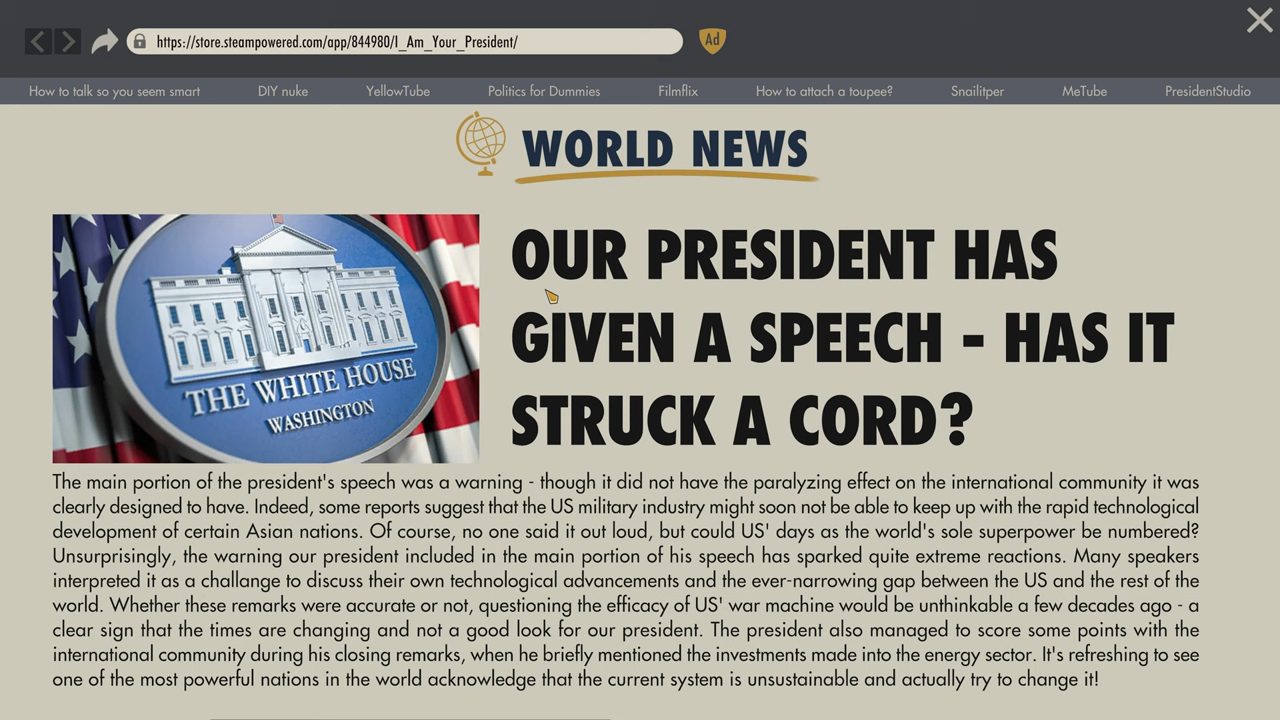 https://store.steampowered.com/app/844980/I_Am_Your_President/
Ad
How to talk so you seem smart DIY nuke YellowTube Politics for Dummies Filmflix How to attach a toupee? Snailitper MeTube PresidentStudio
WORLD NEWS
THE WHITE HOUSE
WASHINGTON
OUR PRESIDENT HAS
GIVEN A SPEECH - HAS IT
STRUCK A CORD?
The main portion of the president's speech was a warning - though it did not have the paralyzing effect on the international community it was
clearly designed to have. Indeed, some reports suggest that the US military industry might soon not be able to keep up with the rapid technological
development of certain Asian nations. Of course, no one said it out loud, but could US' days as the world's sole superpower be numbered?
Unsurprisingly, the warning our president included in the main portion of his speech has sparked quite extreme reactions. Many speakers
interpreted it as a challenge to discuss their own technological advancements and the ever-narrowing gap between the US and the rest of the
world. Whether these remarks were accurate or not, questioning the efficacy of US' war machine would be unthinkable a few decades ago - a
clear sign that the times are changing and not a good look for our president. The president also managed to score some points with the
international community during his closing remarks, when he briefly mentioned the investments made into the energy sector. It's refreshing to see
one of the most powerful nations in the world acknowledge that the current system is unsustainable and actually try to change it!